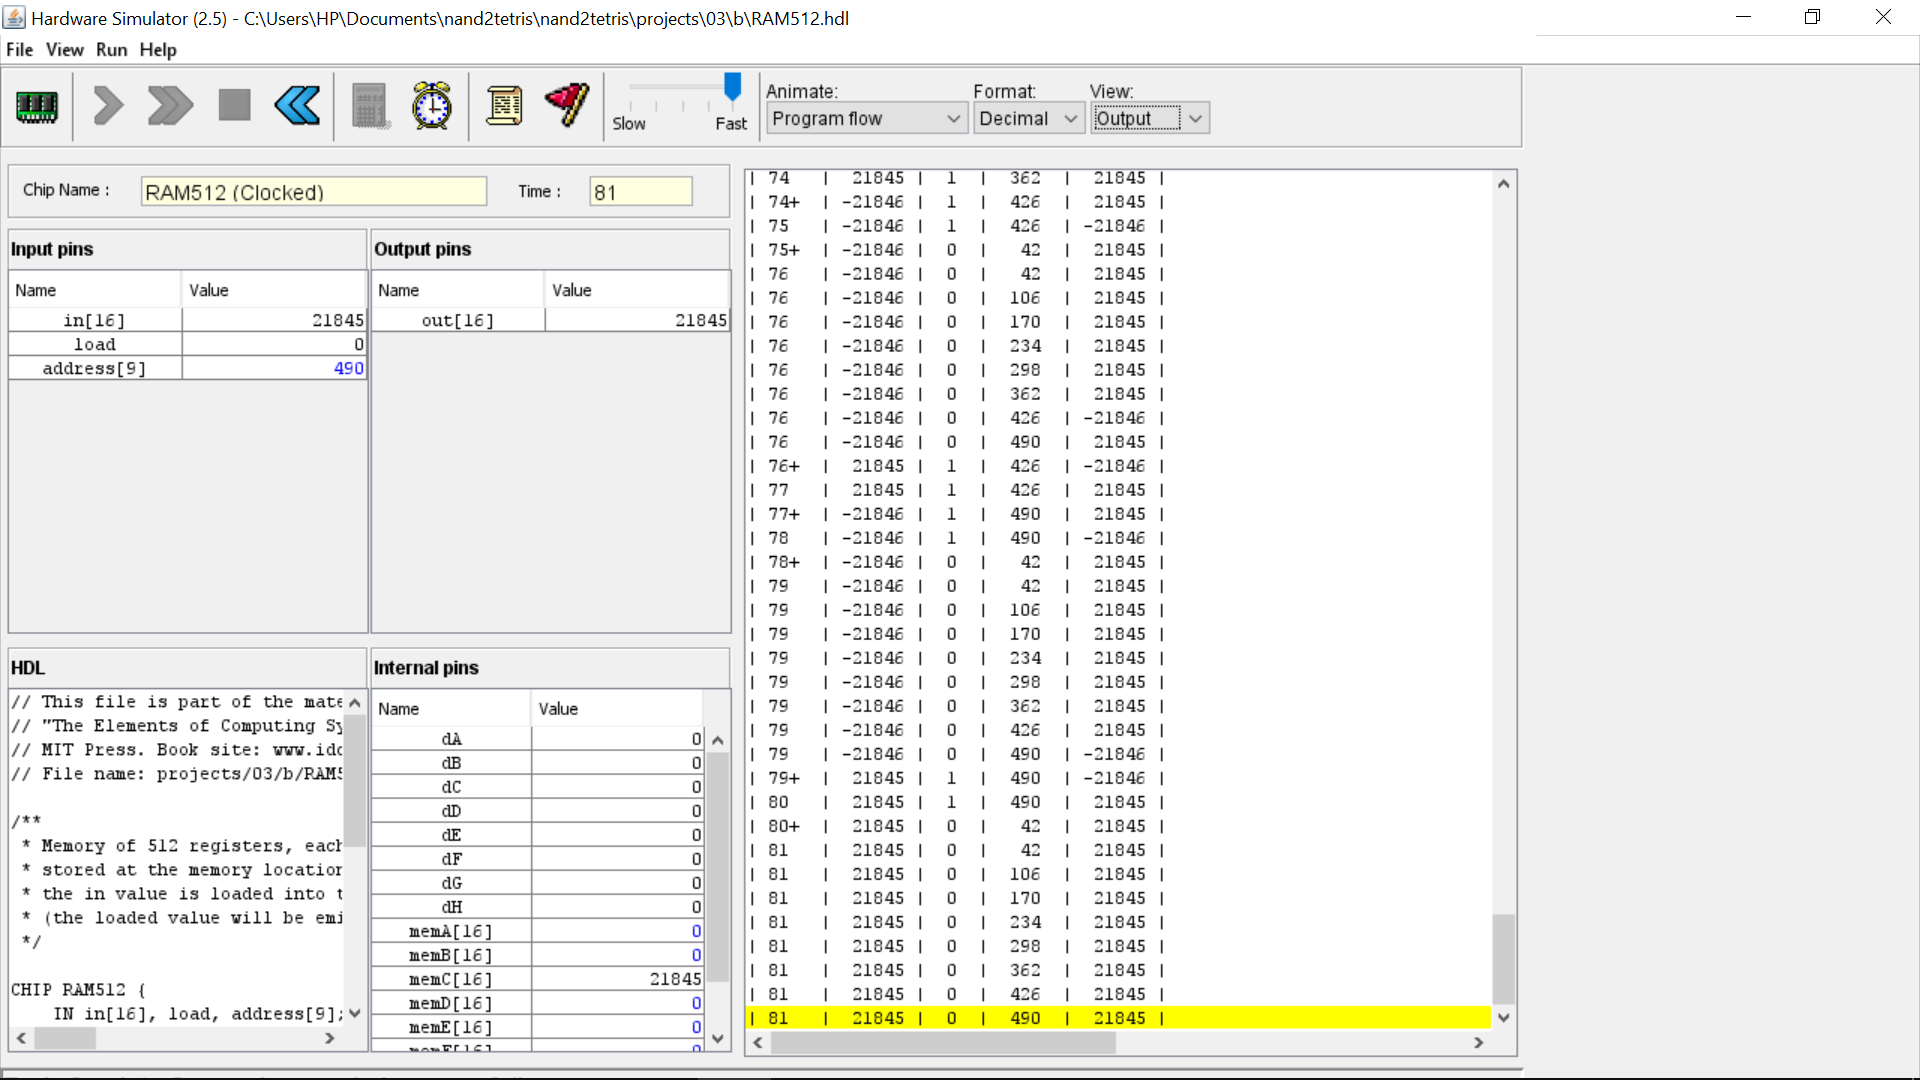 Hardware Simulator (2.5) - C:\Users\HP\Documents\nand2tetris\nand2tetris\projects\03\b\RAM512.hdl
File View Run Help
Slow Fast
Animate: Format: View:
Program flow Decimal Output
Chip Name : RAM512 (Clocked) Time : 81
Input pins
Name Value
in[16] 21845
load 0
address[9] 490
Output pins
Name Value
out[16] 21845
HDL
// This file is part of the mate
// "The Elements of Computing Sy
// MIT Press. Book site: www.idc
// File name: projects/03/b/RAM5
/**
* Memory of 512 registers, each
* stored at the memory location
* the in value is loaded into t
* (the loaded value will be emi
*/
CHIP RAM512 {
IN in[16], load, address[9];
Internal pins
Name Value
dA 0
dB 0
dC 0
dD 0
dE 0
dF 0
dG 0
dH 0
memA[16] 0
memB[16] 0
memC[16] 21845
memD[16] 0
memE[16] 0
memF[16] 0
| 74 | 21845 | 1 | 362 | 21845 |
| 74+ | -21846 | 1 | 426 | 21845 |
| 75 | -21846 | 1 | 426 | -21846 |
| 75+ | -21846 | 0 | 42 | 21845 |
| 76 | -21846 | 0 | 42 | 21845 |
| 76 | -21846 | 0 | 106 | 21845 |
| 76 | -21846 | 0 | 170 | 21845 |
| 76 | -21846 | 0 | 234 | 21845 |
| 76 | -21846 | 0 | 298 | 21845 |
| 76 | -21846 | 0 | 362 | 21845 |
| 76 | -21846 | 0 | 426 | -21846 |
| 76 | -21846 | 0 | 490 | 21845 |
| 76+ | 21845 | 1 | 426 | -21846 |
| 77 | 21845 | 1 | 426 | 21845 |
| 77+ | -21846 | 1 | 490 | 21845 |
| 78 | -21846 | 1 | 490 | -21846 |
| 78+ | -21846 | 0 | 42 | 21845 |
| 79 | -21846 | 0 | 42 | 21845 |
| 79 | -21846 | 0 | 106 | 21845 |
| 79 | -21846 | 0 | 170 | 21845 |
| 79 | -21846 | 0 | 234 | 21845 |
| 79 | -21846 | 0 | 298 | 21845 |
| 79 | -21846 | 0 | 362 | 21845 |
| 79 | -21846 | 0 | 426 | 21845 |
| 79 | -21846 | 0 | 490 | -21846 |
| 79+ | 21845 | 1 | 490 | -21846 |
| 80 | 21845 | 1 | 490 | 21845 |
| 80+ | 21845 | 0 | 42 | 21845 |
| 81 | 21845 | 0 | 42 | 21845 |
| 81 | 21845 | 0 | 106 | 21845 |
| 81 | 21845 | 0 | 170 | 21845 |
| 81 | 21845 | 0 | 234 | 21845 |
| 81 | 21845 | 0 | 298 | 21845 |
| 81 | 21845 | 0 | 362 | 21845 |
| 81 | 21845 | 0 | 426 | 21845 |
| 81 | 21845 | 0 | 490 | 21845 |